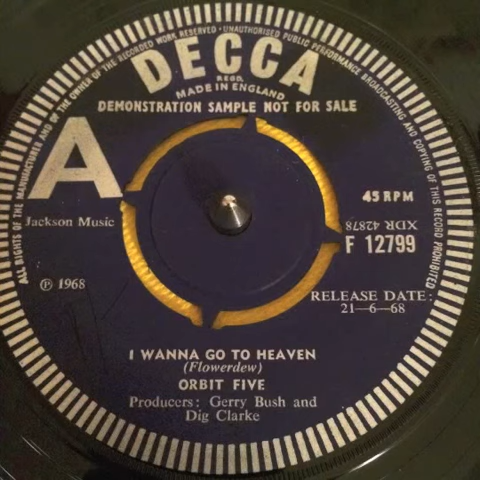 ALL RIGHTS OF THE MANUFACTURER AND OF THE OWNER OF THE RECORDED WORK RESERVED · UNAUTHORISED PUBLIC PERFORMANCE BROADCASTING AND COPYING OF THIS RECORD PROHIBITED
DECCA
REGD.
MADE IN ENGLAND
DEMONSTRATION SAMPLE NOT FOR SALE
A
Jackson Music
45 RPM
XDR 42878
F 12799
℗ 1968
RELEASE DATE:
21-6-68
I WANNA GO TO HEAVEN
(Flowerdew)
ORBIT FIVE
Producers: Gerry Bush and
Dig Clarke